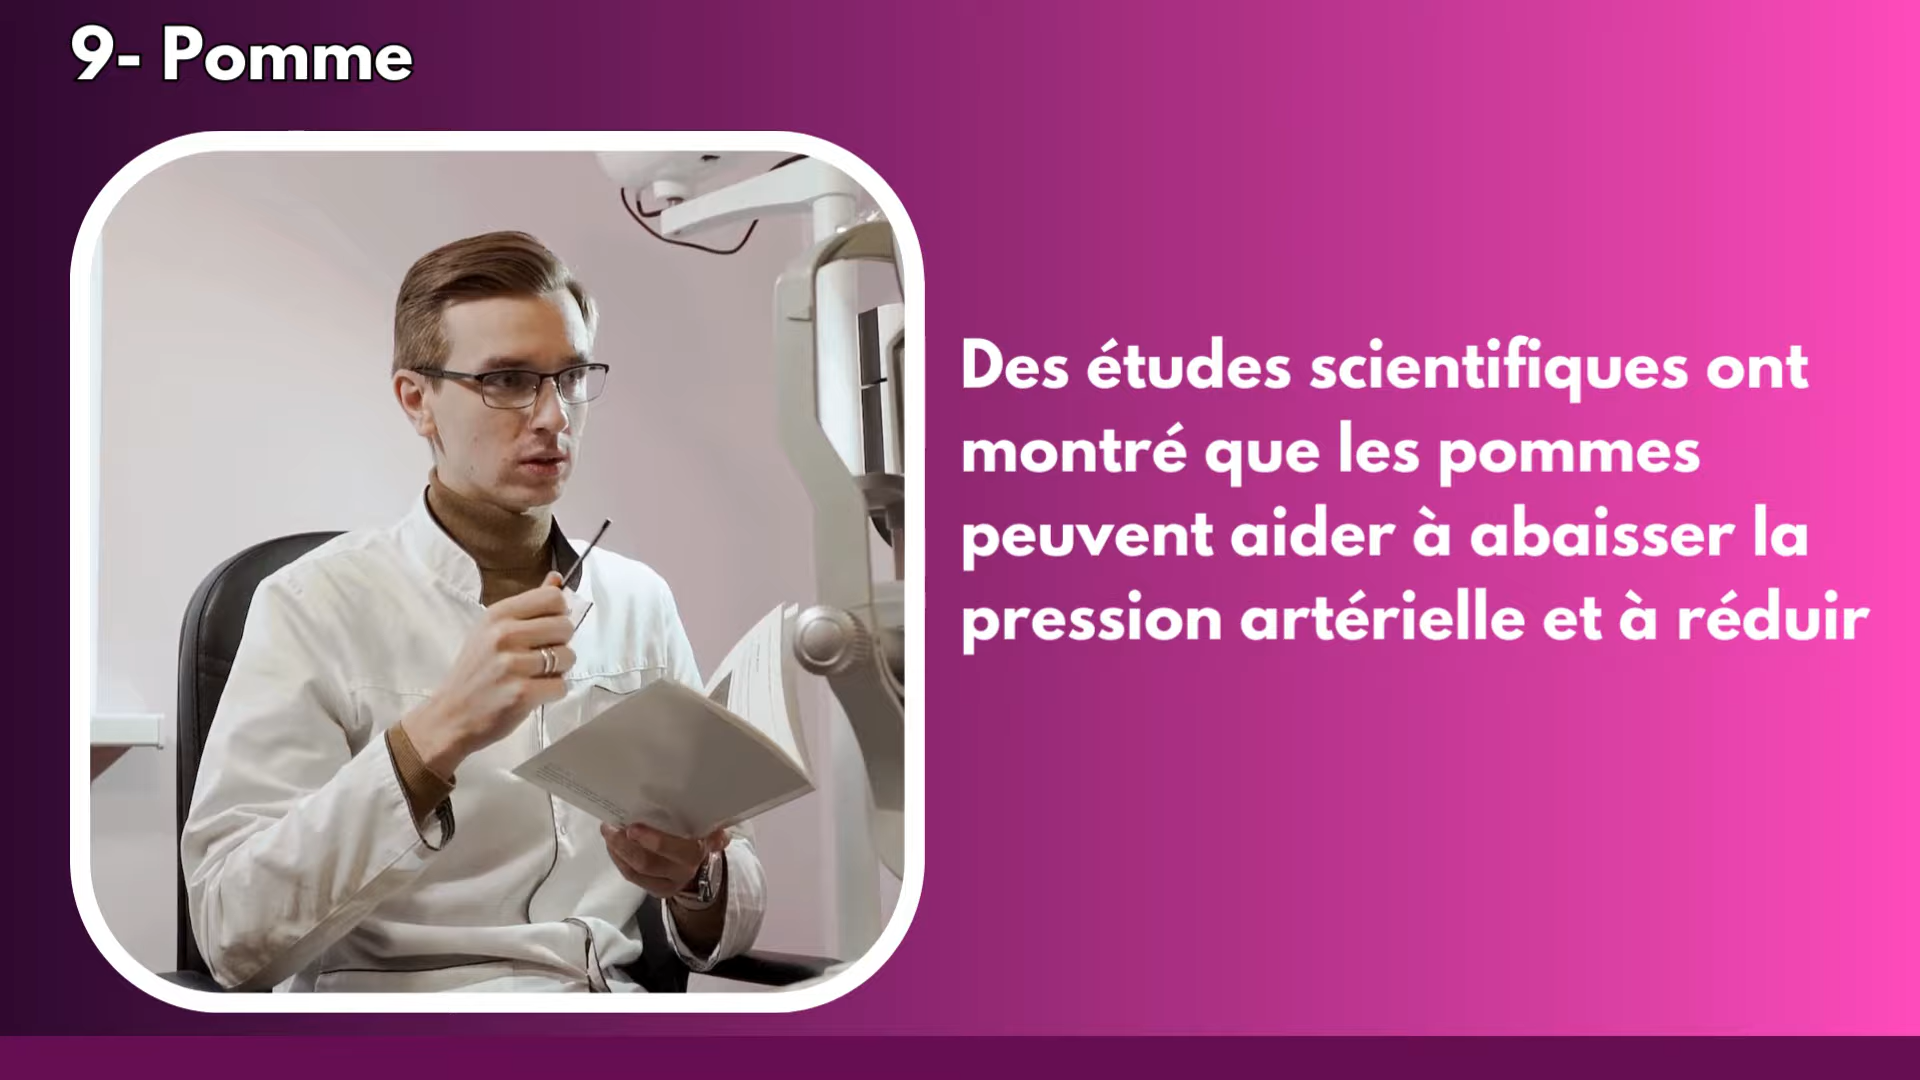 9- Pomme
Des études scientifiques ont
montré que les pommes
peuvent aider à abaisser la
pression artérielle et à réduir